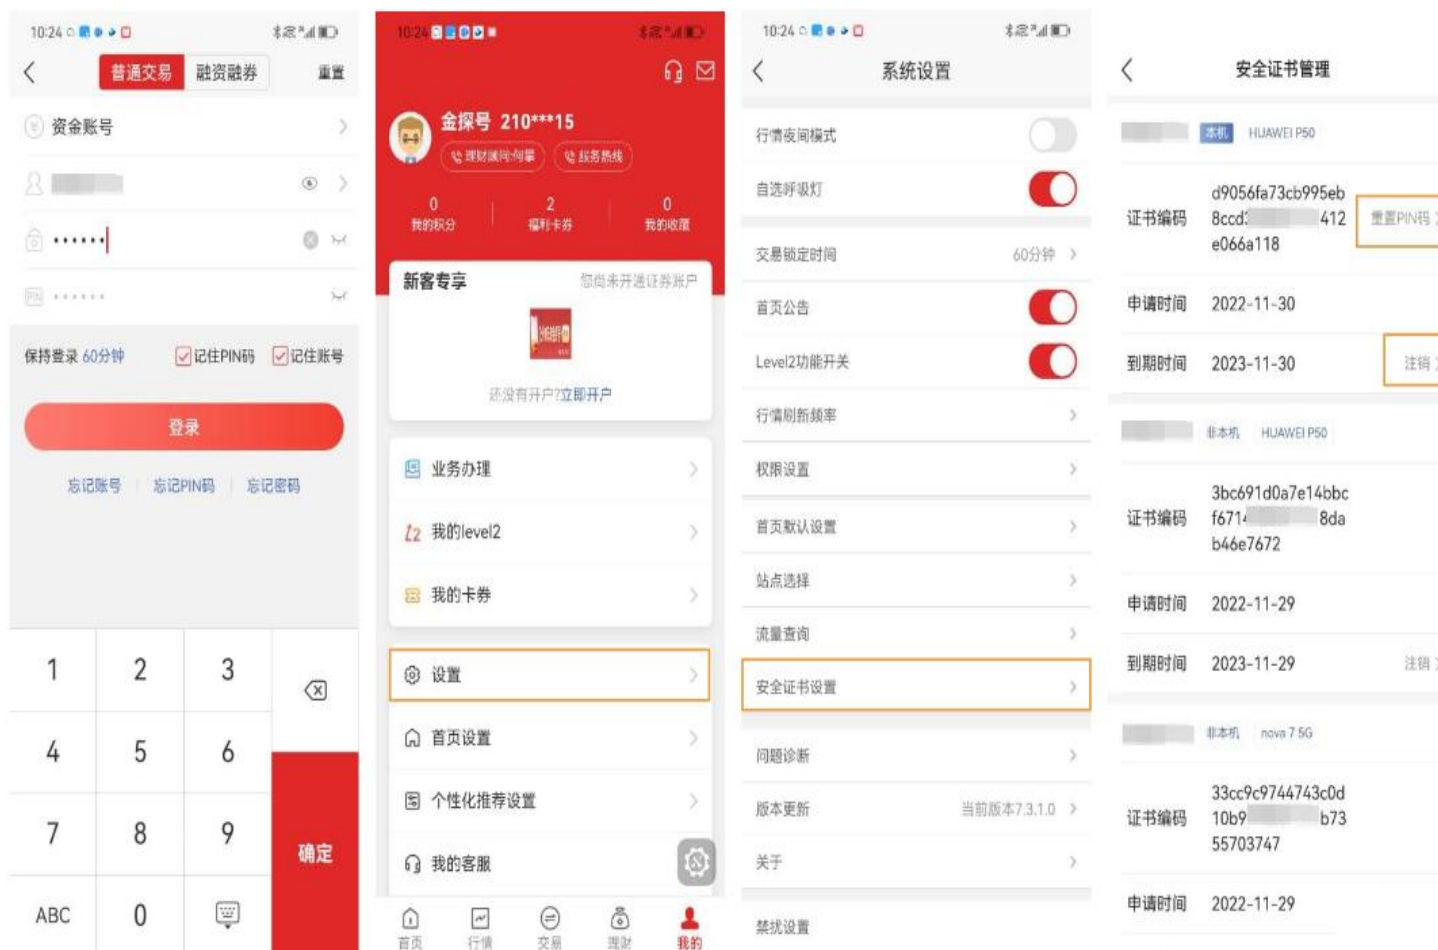 10:24
普通交易 融资融券 重置
资金账号
••••••
PIN ••••••
保持登录 60分钟 记住PIN码 记住账号
登录
忘记账号 忘记PIN码 忘记密码
1 2 3
4 5 6
7 8 9
确定
ABC 0
10:24
金探号 210***15
理财顾问:何掌 服务热线
0 2 0
我的积分 福利卡券 我的收藏
新客专享 您尚未开通证券账户
还没有开户?立即开户
业务办理
L2 我的level2
我的卡券
设置
首页设置
个性化推荐设置
我的客服
首页 行情 交易 理财 我的
10:24
系统设置
行情夜间模式
自选呼吸灯
交易锁定时间 60分钟
首页公告
Level2功能开关
行情刷新频率
权限设置
首页默认设置
站点选择
流量查询
安全证书设置
问题诊断
版本更新 当前版本7.3.1.0
关于
禁扰设置
安全证书管理
本机 HUAWEI P50
证书编码
d9056fa73cb995eb
8ccd 412
e066a118
重置PIN码
申请时间 2022-11-30
到期时间 2023-11-30 注销
非本机 HUAWEI P50
证书编码
3bc691d0a7e14bbc
f6714 8da
b46e7672
申请时间 2022-11-29
到期时间 2023-11-29 注销
非本机 nova 7 5G
证书编码
33cc9c9744743c0d
10b9 b73
55703747
申请时间 2022-11-29